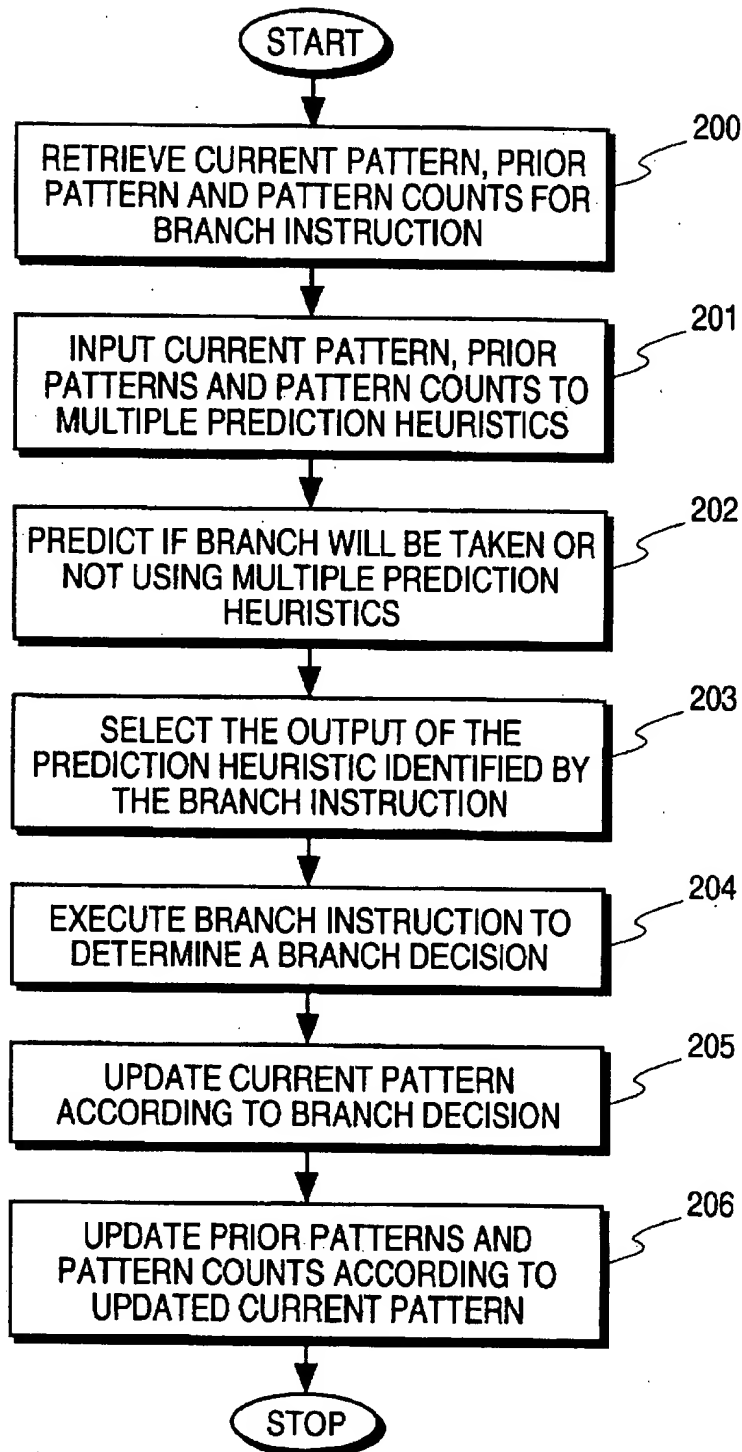 START
200
RETRIEVE CURRENT PATTERN, PRIOR
PATTERN AND PATTERN COUNTS FOR
BRANCH INSTRUCTION
201
INPUT CURRENT PATTERN, PRIOR
PATTERNS AND PATTERN COUNTS TO
MULTIPLE PREDICTION HEURISTICS
202
PREDICT IF BRANCH WILL BE TAKEN OR
NOT USING MULTIPLE PREDICTION
HEURISTICS
203
SELECT THE OUTPUT OF THE
PREDICTION HEURISTIC IDENTIFIED BY
THE BRANCH INSTRUCTION
204
EXECUTE BRANCH INSTRUCTION TO
DETERMINE A BRANCH DECISION
205
UPDATE CURRENT PATTERN
ACCORDING TO BRANCH DECISION
206
UPDATE PRIOR PATTERNS AND
PATTERN COUNTS ACCORDING TO
UPDATED CURRENT PATTERN
STOP